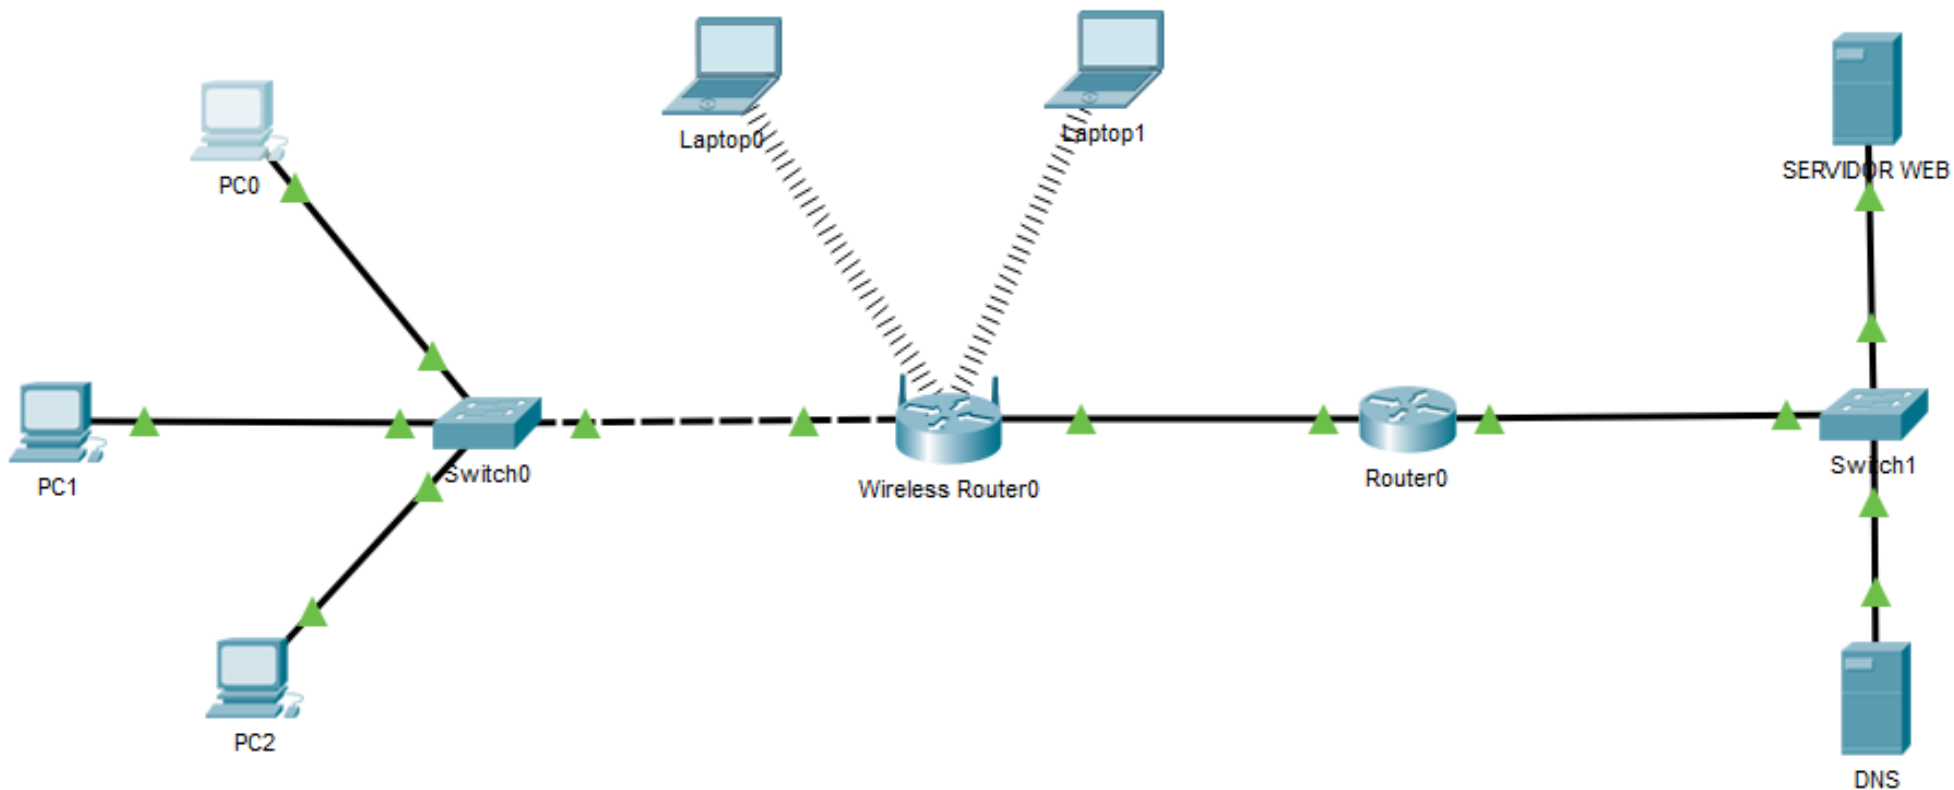 Laptop0
Laptop1
SERVIDOR WEB
PC0
Switch0
PC1
Wireless Router0
Router0
Switch1
PC2
DNS